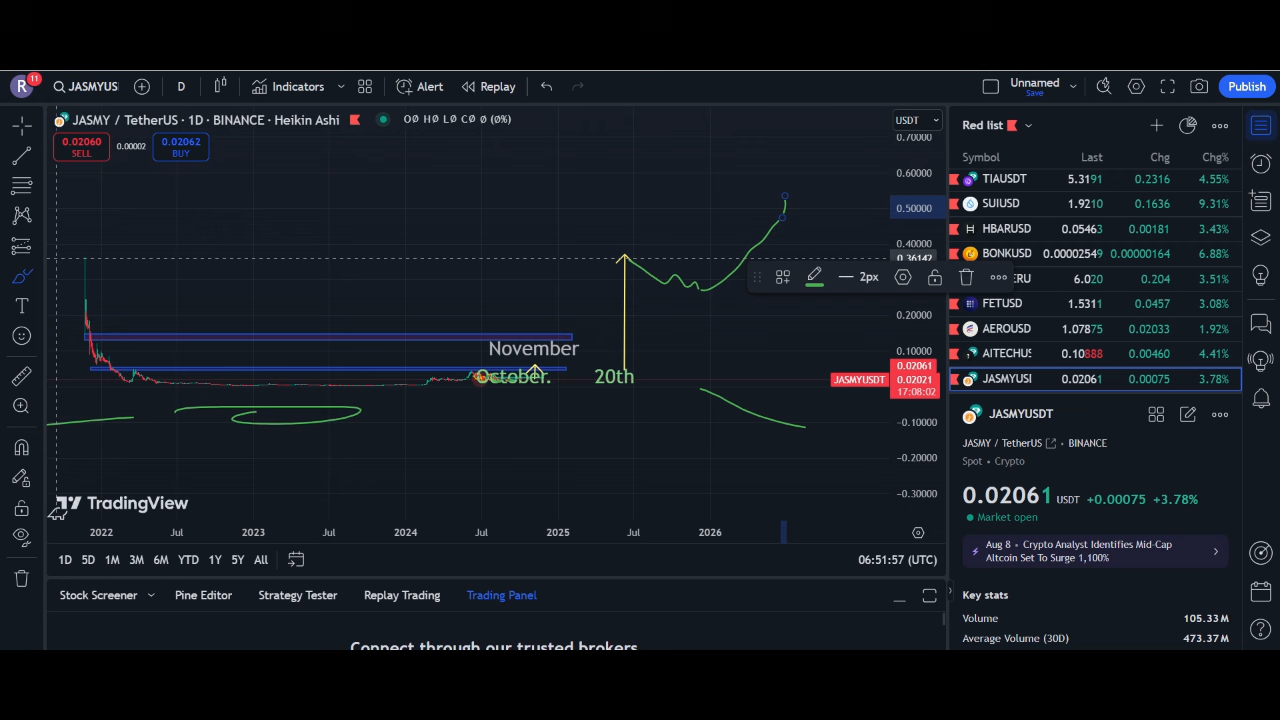 R 11 JASMYUS D Indicators Alert Replay Unnamed Save Publish
JASMY / TetherUS · 1D · BINANCE · Heikin Ashi O∅ H∅ L∅ C∅ ∅ (0%) USDT
0.02060 SELL 0.00002 0.02062 BUY
0.70000
0.60000
0.50000
0.40000
0.36142
0.20000
0.10000
0.02061
JASMYUSDT 0.02021
17:08:02
−0.10000
−0.20000
−0.30000
November
October. 20th
2px
TradingView
2022 Jul 2023 2024 Jul 2025 Jul 2026
1D 5D 1M 3M 6M YTD 1Y 5Y All 06:51:57 (UTC)
Stock Screener Pine Editor Strategy Tester Replay Trading Trading Panel
Connect through our trusted brokers
Red list
Symbol Last Chg Chg%
TIAUSDT 5.3191 0.2316 4.55%
SUIUSD 1.9210 0.1636 9.31%
HBARUSD 0.05463 0.00181 3.43%
BONKUSD 0.00002549 0.00000164 6.88%
ERU 6.020 0.204 3.51%
FETUSD 1.5311 0.0457 3.08%
AEROUSD 1.07875 0.02033 1.92%
AITECHUS 0.10888 0.00460 4.41%
JASMYUSI 0.02061 0.00075 3.78%
JASMYUSDT
JASMY / TetherUS • BINANCE
Spot • Crypto
0.02061 USDT +0.00075 +3.78%
Market open
Aug 8 • Crypto Analyst Identifies Mid-Cap
Altcoin Set To Surge 1,100%
Key stats
Volume 105.33M
Average Volume (30D) 473.37M